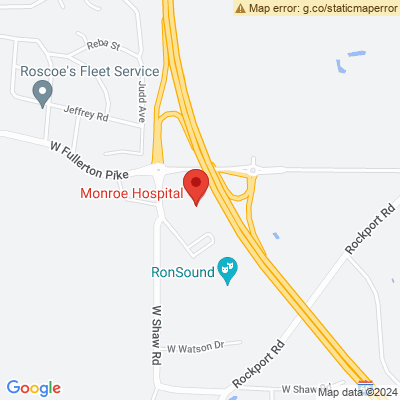 Map error: g.co/staticmaperror
Reba St
Roscoe's Fleet Service
Judd Ave
Jeffrey Rd
W Fullerton Pike
Monroe Hospital
Rockport Rd
RonSound
W Shaw Rd
W Watson Dr
Rockport Rd
W Shaw Rd
Google
Map data ©2024